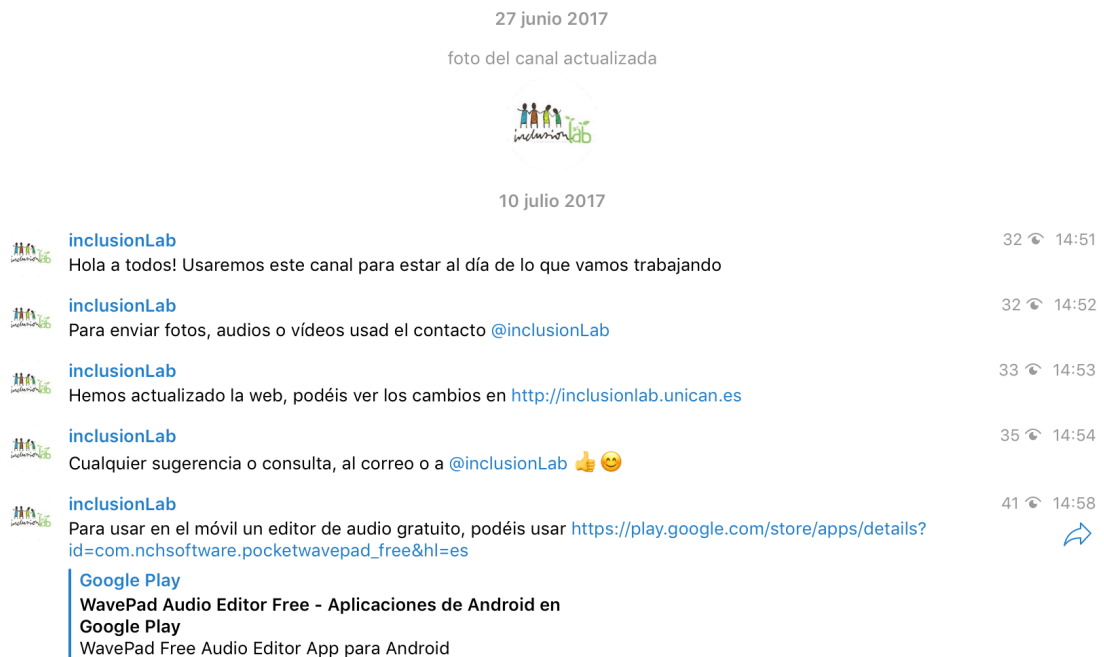 27 junio 2017
foto del canal actualizada
inclusionlab
10 julio 2017
inclusionLab 32 14:51
Hola a todos! Usaremos este canal para estar al día de lo que vamos trabajando
inclusionLab 32 14:52
Para enviar fotos, audios o vídeos usad el contacto @inclusionLab
inclusionLab 33 14:53
Hemos actualizado la web, podéis ver los cambios en http://inclusionlab.unican.es
inclusionLab 35 14:54
Cualquier sugerencia o consulta, al correo o a @inclusionLab 👍😊
inclusionLab 41 14:58
Para usar en el móvil un editor de audio gratuito, podéis usar https://play.google.com/store/apps/details?
id=com.nchsoftware.pocketwavepad_free&hl=es
Google Play
WavePad Audio Editor Free - Aplicaciones de Android en
Google Play
WavePad Free Audio Editor App para Android